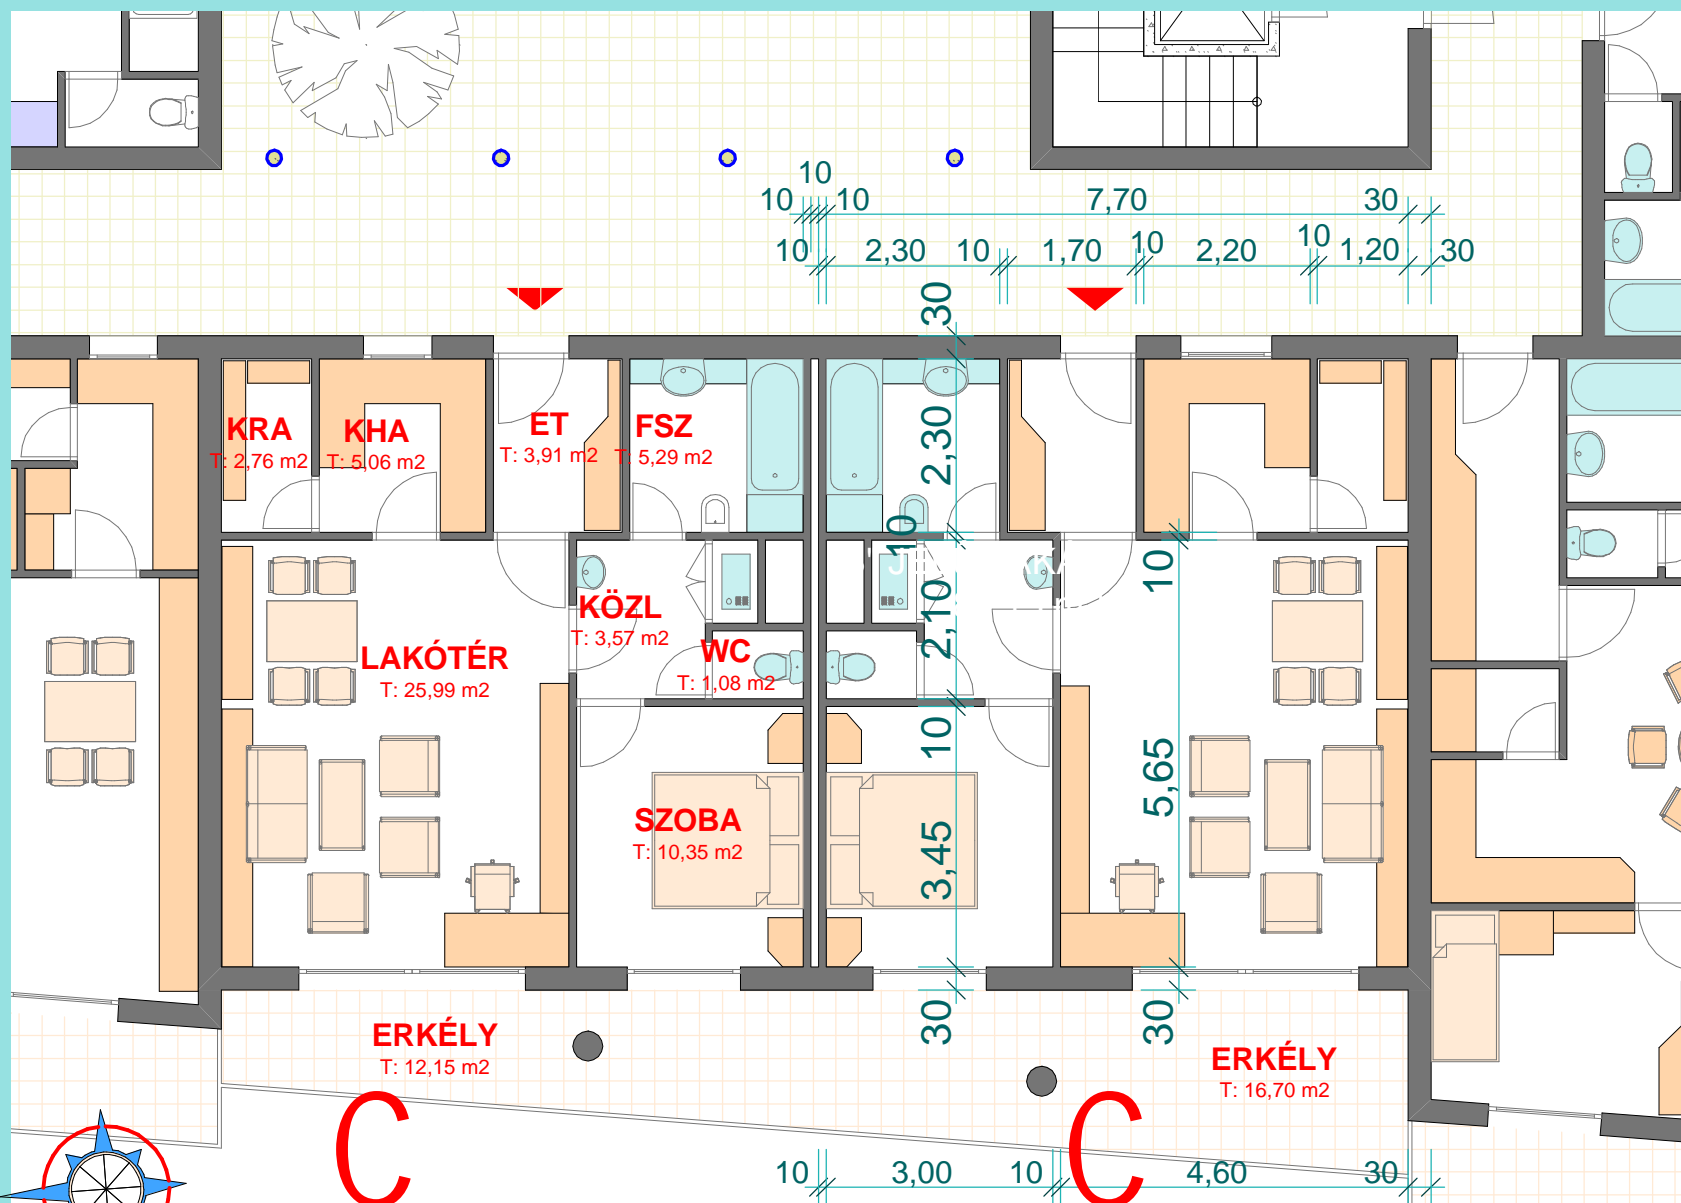 10
10
10
7,70
30
10
2,30
10
1,70
10
2,20
10
1,20
30
30
KRA
T: 2,76 m2
KHA
T: 5,06 m2
ET
T: 3,91 m2
FSZ
T: 5,29 m2
2,30
10
10
KÖZL
T: 3,57 m2
2,10
WC
T: 1,08 m2
LAKÓTÉR
T: 25,99 m2
10
5,65
SZOBA
T: 10,35 m2
3,45
30
30
ERKÉLY
T: 12,15 m2
ERKÉLY
T: 16,70 m2
C
C
10
3,00
10
4,60
30